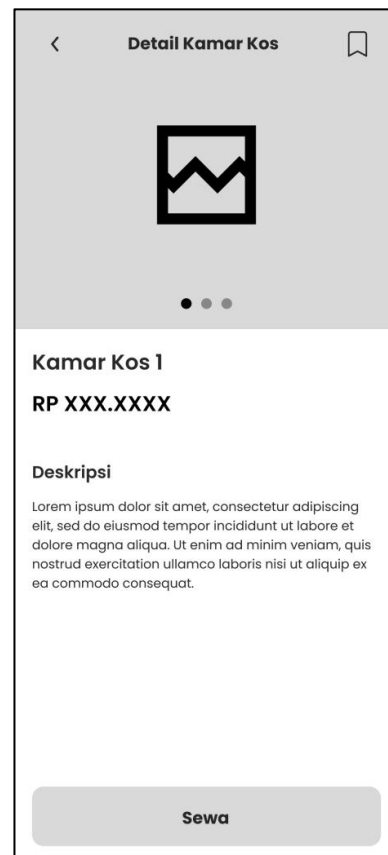 Detail Kamar Kos
Kamar Kos 1
RP XXX.XXXX
Deskripsi
Lorem ipsum dolor sit amet, consectetur adipiscing
elit, sed do eiusmod tempor incididunt ut labore et
dolore magna aliqua. Ut enim ad minim veniam, quis
nostrud exercitation ullamco laboris nisi ut aliquip ex
ea commodo consequat.
Sewa